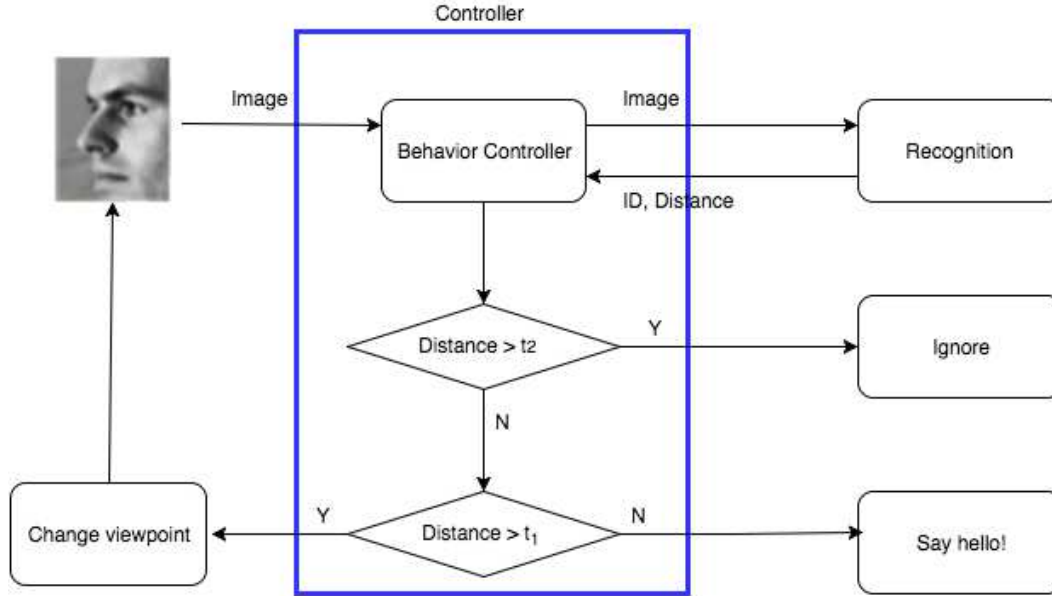 Controller
Image
Image
Behavior Controller
Recognition
ID, Distance
Distance > t2
Y
Ignore
N
Change viewpoint
Y
Distance > t₁
N
Say hello!